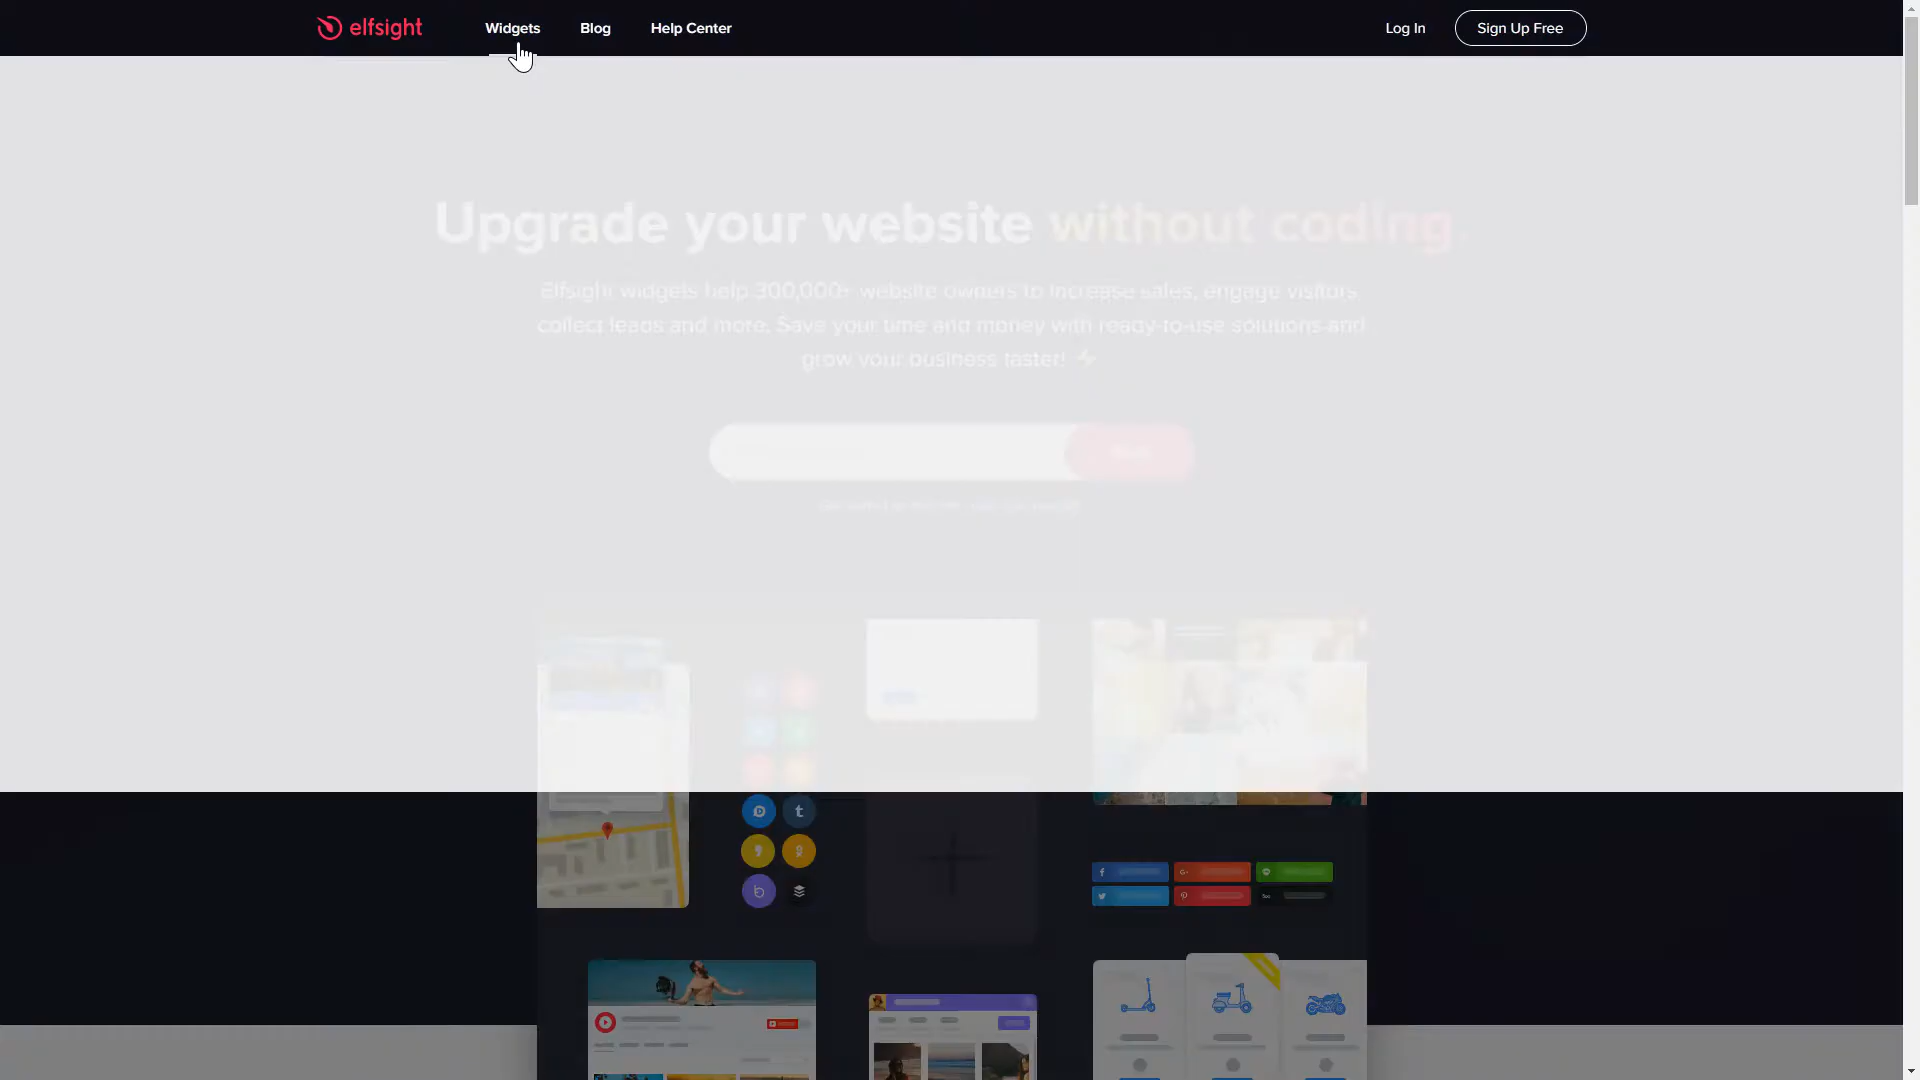 elfsight
Widgets
Blog
Help Center
Log In
Sign Up Free
Upgrade your website without coding.
Elfsight widgets help 300,000+ website owners to increase sales, engage visitors,
collect leads and more. Save your time and money with ready-to-use solutions and
grow your business faster! ⚡